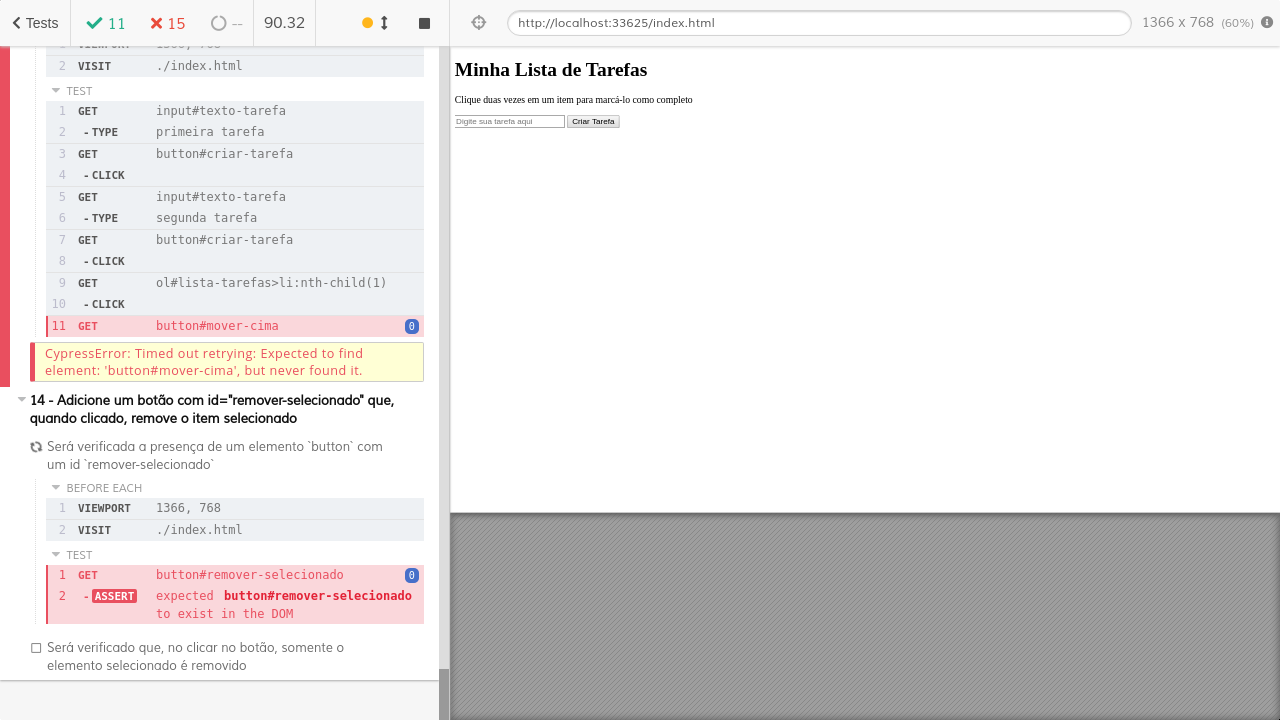 Tests 11 15 -- 90.32
http://localhost:33625/index.html 1366 x 768 (60%)
1 VIEWPORT 1366, 768
2 VISIT ./index.html
TEST
1 GET input#texto-tarefa
2 -TYPE primeira tarefa
3 GET button#criar-tarefa
4 -CLICK
5 GET input#texto-tarefa
6 -TYPE segunda tarefa
7 GET button#criar-tarefa
8 -CLICK
9 GET ol#lista-tarefas>li:nth-child(1)
10 -CLICK
11 GET button#mover-cima 0
CypressError: Timed out retrying: Expected to find
element: 'button#mover-cima', but never found it.
14 - Adicione um botão com id="remover-selecionado" que,
quando clicado, remove o item selecionado
Será verificada a presença de um elemento `button` com
um id `remover-selecionado`
BEFORE EACH
1 VIEWPORT 1366, 768
2 VISIT ./index.html
TEST
1 GET button#remover-selecionado 0
2 -ASSERT expected button#remover-selecionado
to exist in the DOM
Será verificado que, no clicar no botão, somente o
elemento selecionado é removido
Minha Lista de Tarefas
Clique duas vezes em um item para marcá-lo como completo
Digite sua tarefa aqui Criar Tarefa